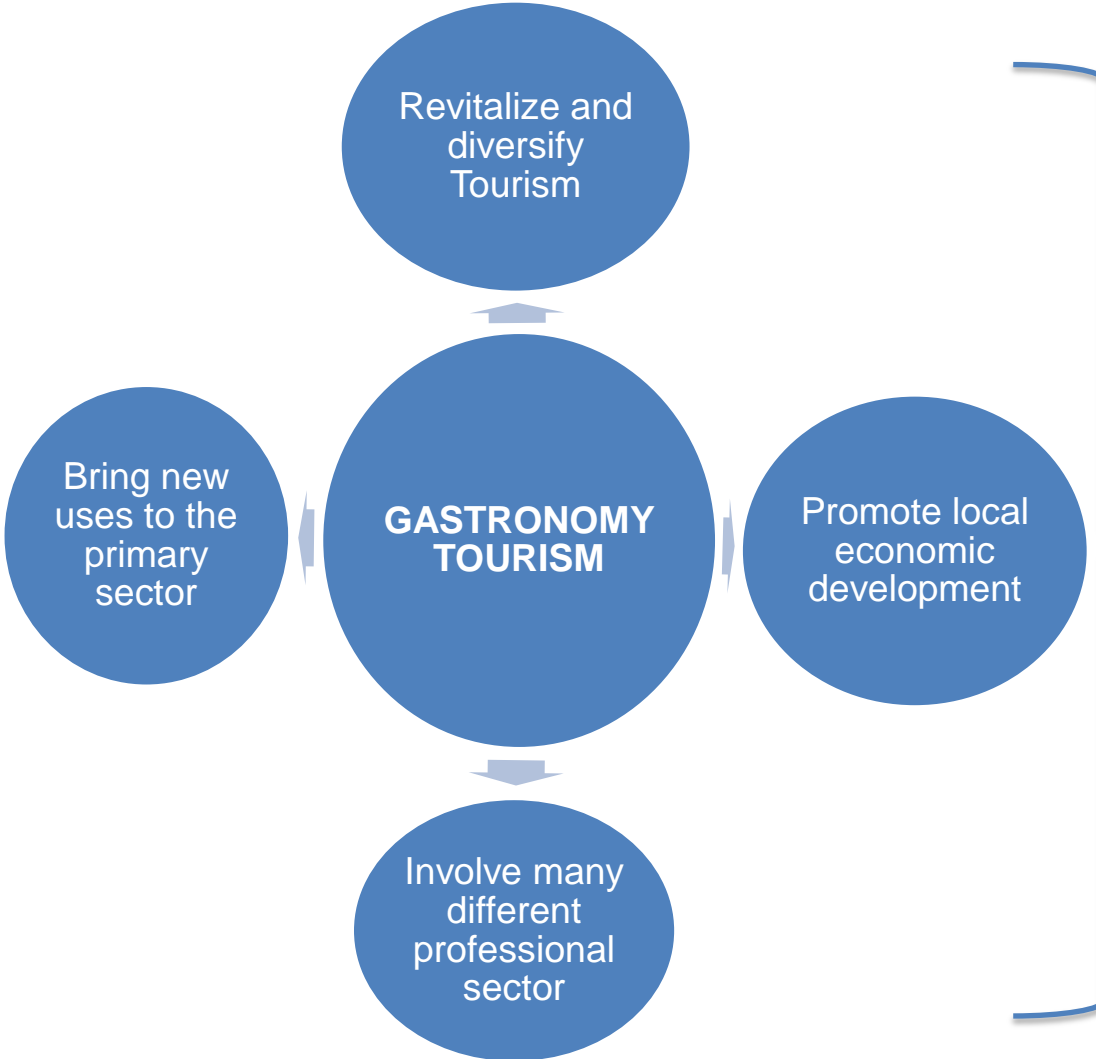 Revitalize and
diversify
Tourism
Bring new
uses to the
primary
sector
GASTRONOMY
TOURISM
Promote local
economic
development
Involve many
different
professional
sector